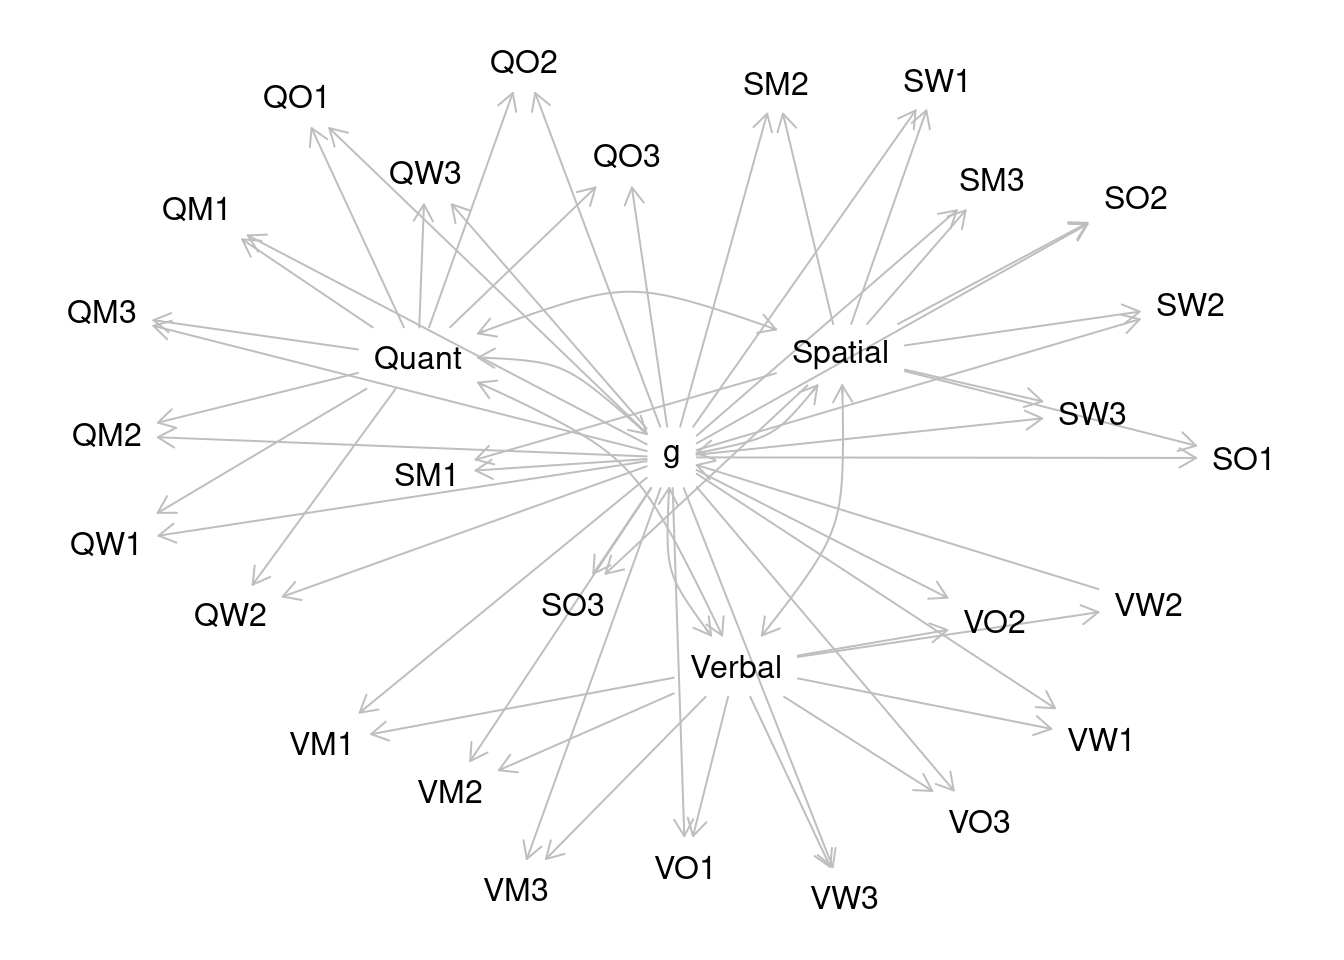 QO2
SW1
SM2
QO1
QO3
QW3
SM3
SO2
QM1
SW2
QM3
Spatial
Quant
SW3
QM2
g
SO1
SM1
QW1
SO3
VW2
QW2
VO2
Verbal
VW1
VM1
VM2
VO3
VO1
VM3
VW3